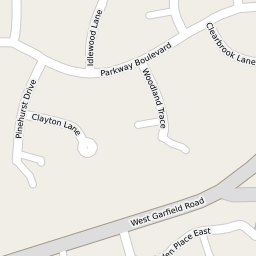 Idlewood Lane
Clearbrook Lane
Parkway Boulevard
Woodland Trace
Pinehurst Drive
Clayton Lane
West Garfield Road
Place East